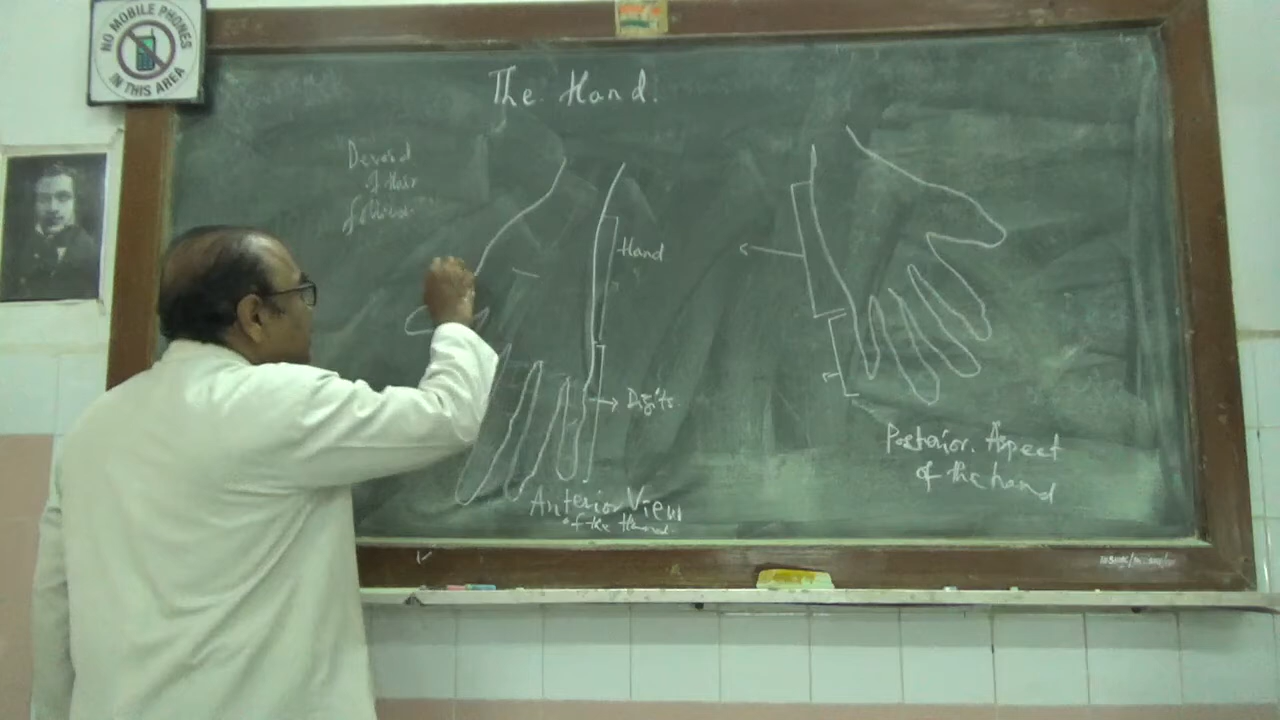 NO MOBILE PHONES
IN THIS AREA
The Hand.
Devoid
of Hair
Hand
Digits.
Anterior View
of the Hand.
Posterior. Aspect
of the hand